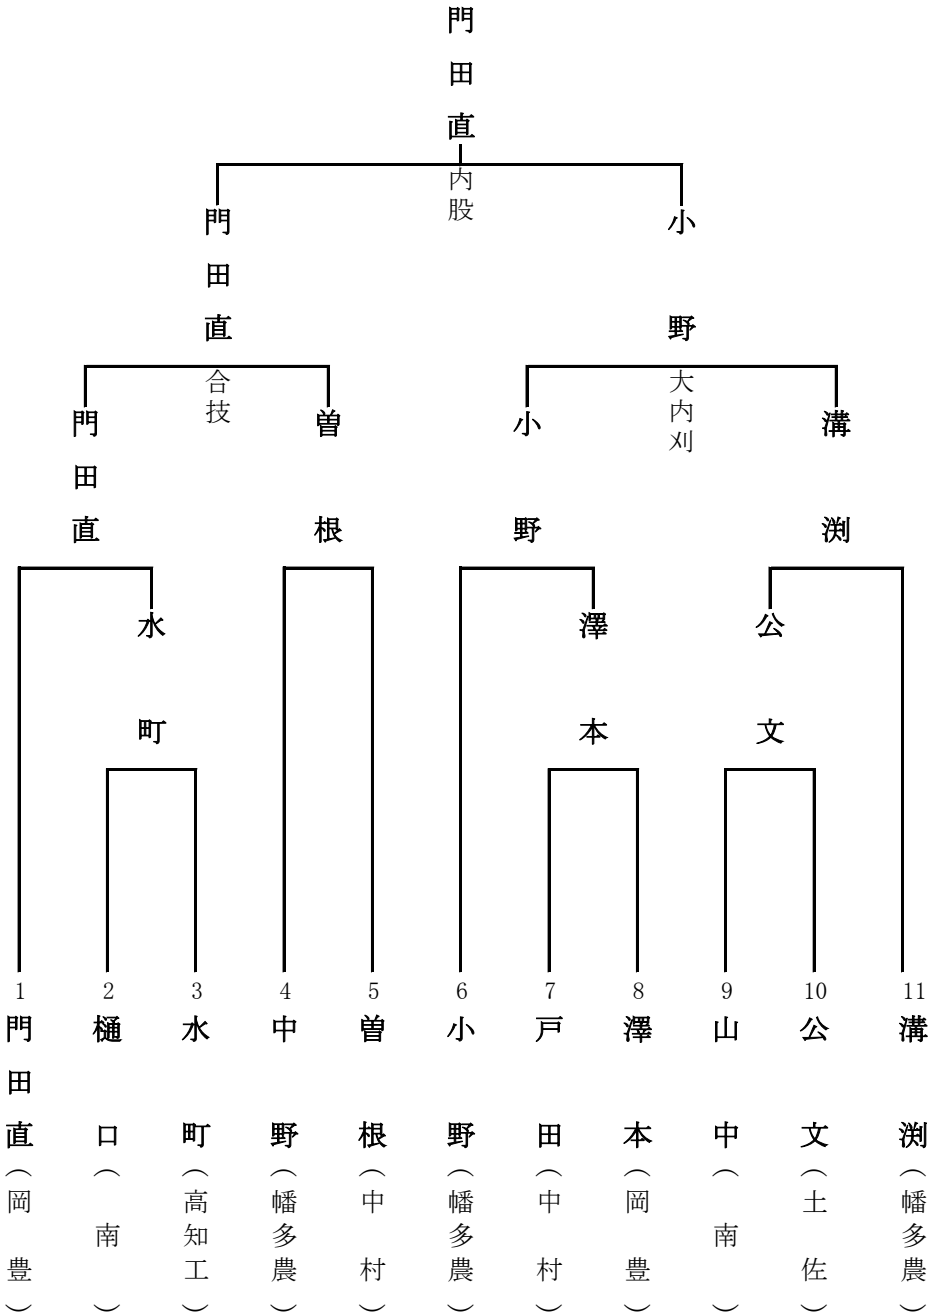 門田直
内股
門田直
小野
合技
大内刈
門田直
曽根
小野
溝渕
水町
澤本
公文
1 門田直（岡豊）
2 樋口（南）
3 水町（高知工）
4 中野（幡多農）
5 曽根（中村）
6 小野（幡多農）
7 戸田（中村）
8 澤本（岡豊）
9 山中（南）
10 公文（土佐）
11 溝渕（幡多農）